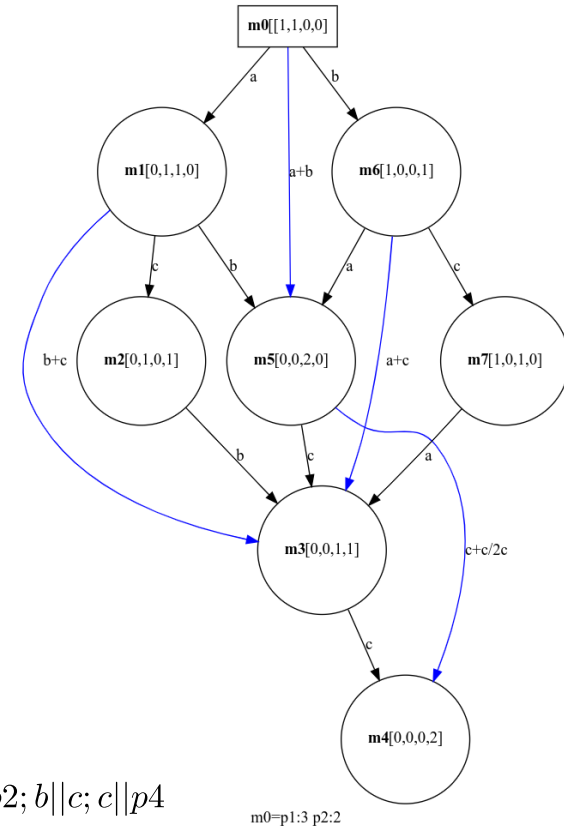 m0[[1,1,0,0]
a
b
m1[0,1,1,0]
a+b
m6[1,0,0,1]
c
b
a
c
b+c
m2[0,1,0,1]
m5[0,0,2,0]
a+c
m7[1,0,1,0]
b
c
a
m3[0,0,1,1]
c+c/2c
c
m4[0,0,0,2]
p2; b||c; c||p4
m0=p1:3 p2:2